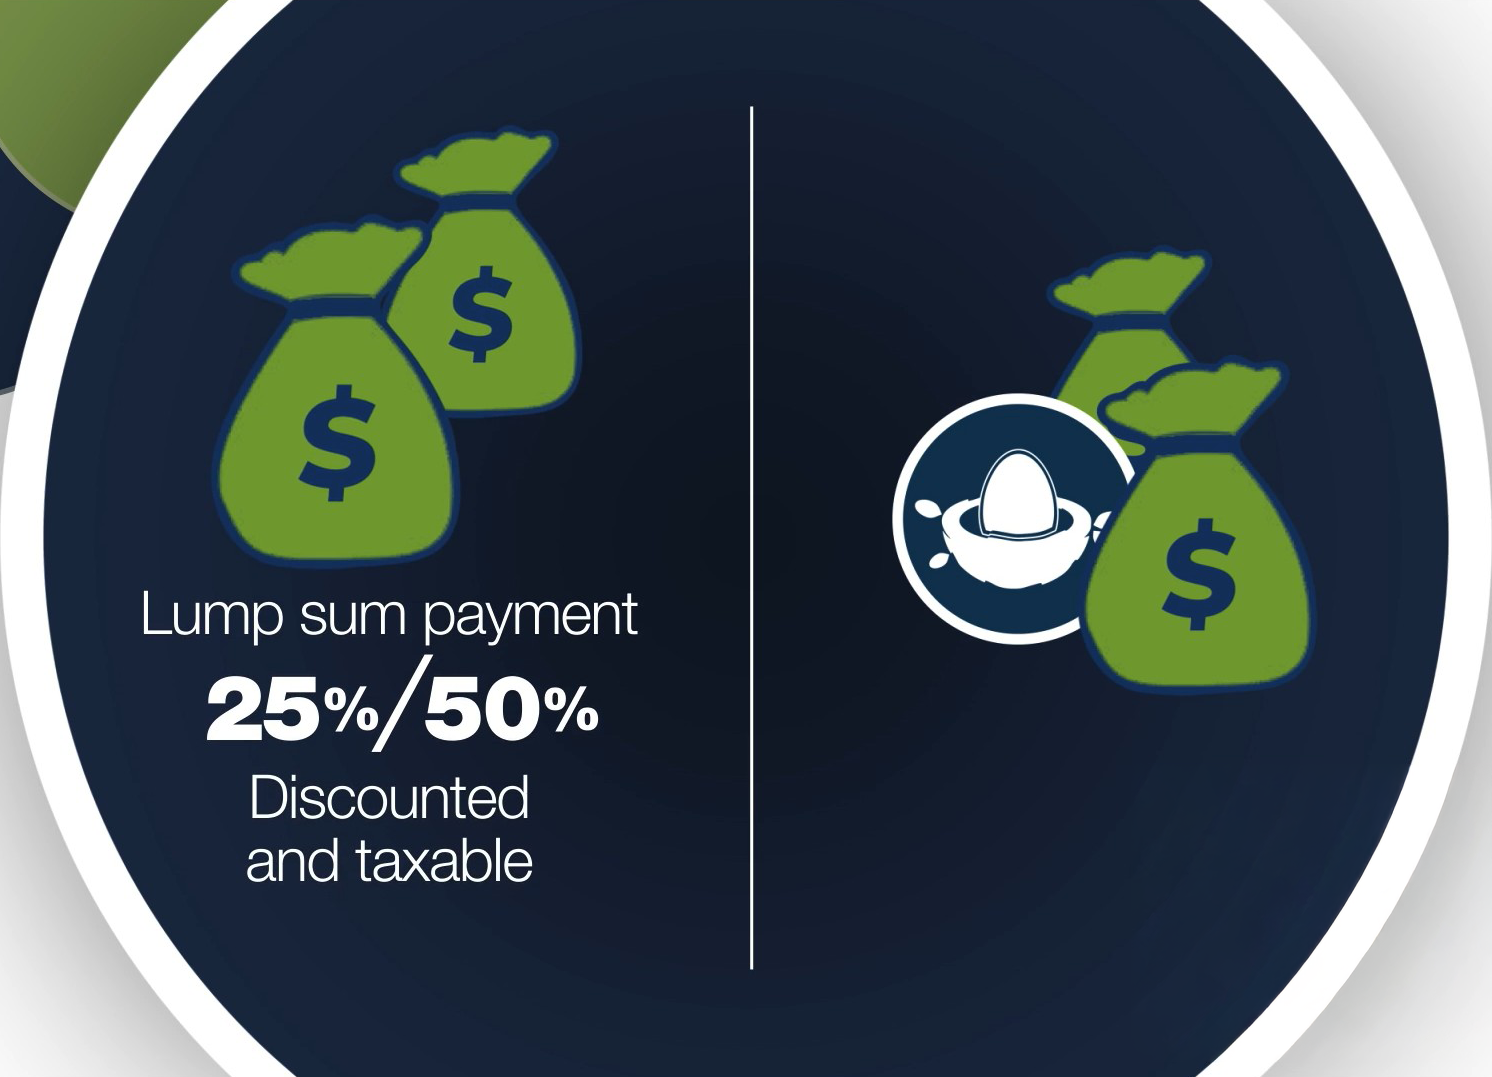 $
$
Lump sum payment
25%/50%
Discounted
and taxable
$